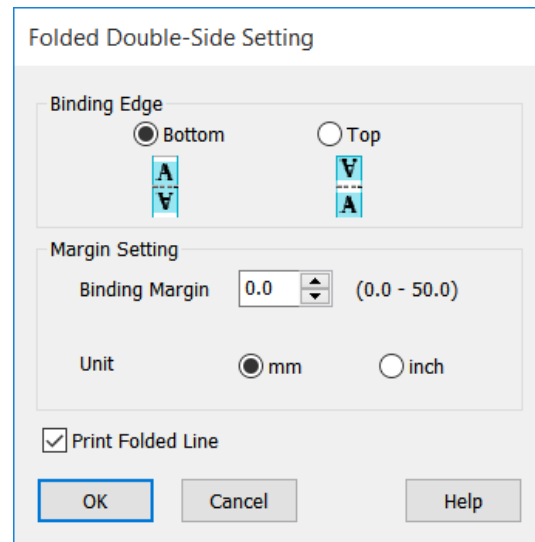 Folded Double-Side Setting
Binding Edge
Bottom Top
A A
A A
Margin Setting
Binding Margin 0.0 (0.0 - 50.0)
Unit mm inch
Print Folded Line
OK Cancel Help